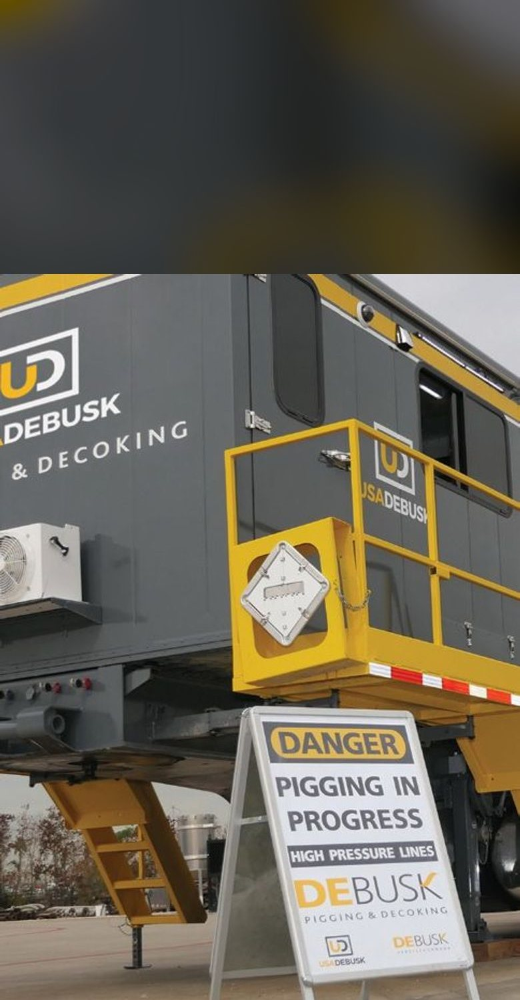 UD
DEBUSK
& DECOKING
UD
USADEBUSK
DANGER
PIGGING IN
PROGRESS
HIGH PRESSURE LINES
DEBUSK
PIGGING & DECOKING
UD
USADEBUSK
DEBUSK